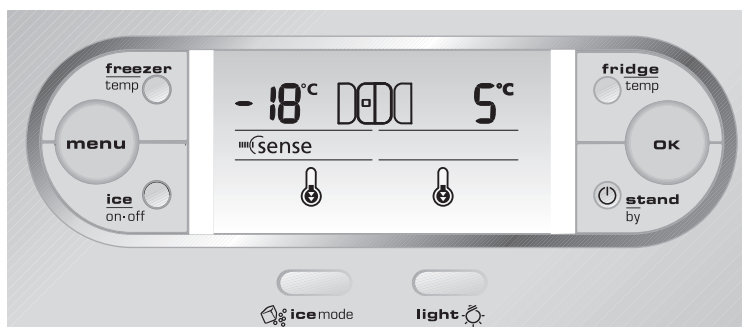 freezer
temp
menu
ice
on·off
-18°C
5°C
sense
fridge
temp
OK
stand
by
ice mode
light